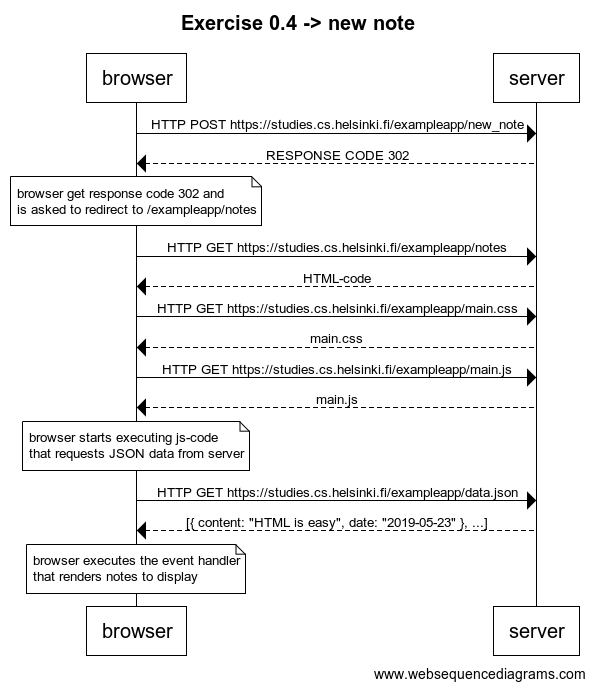 Exercise 0.4 -> new note
browser
server
HTTP POST https://studies.cs.helsinki.fi/exampleapp/new_note
RESPONSE CODE 302
browser get response code 302 and
is asked to redirect to /exampleapp/notes
HTTP GET https://studies.cs.helsinki.fi/exampleapp/notes
HTML-code
HTTP GET https://studies.cs.helsinki.fi/exampleapp/main.css
main.css
HTTP GET https://studies.cs.helsinki.fi/exampleapp/main.js
main.js
browser starts executing js-code
that requests JSON data from server
HTTP GET https://studies.cs.helsinki.fi/exampleapp/data.json
[{ content: "HTML is easy", date: "2019-05-23" }, ...]
browser executes the event handler
that renders notes to display
browser
server
www.websequencediagrams.com